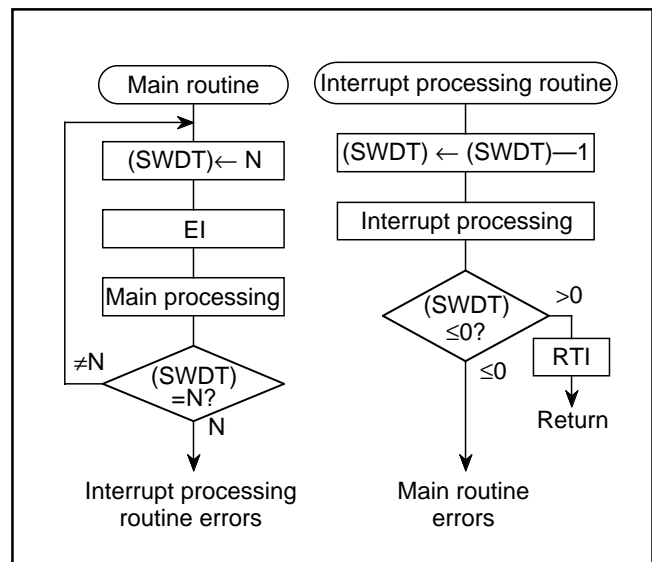 Main routine
(SWDT)← N
EI
Main processing
≠N
(SWDT)
=N?
N
Interrupt processing
routine errors
Interrupt processing routine
(SWDT) ← (SWDT)—1
Interrupt processing
(SWDT)
≤0?
>0
RTI
Return
≤0
Main routine
errors